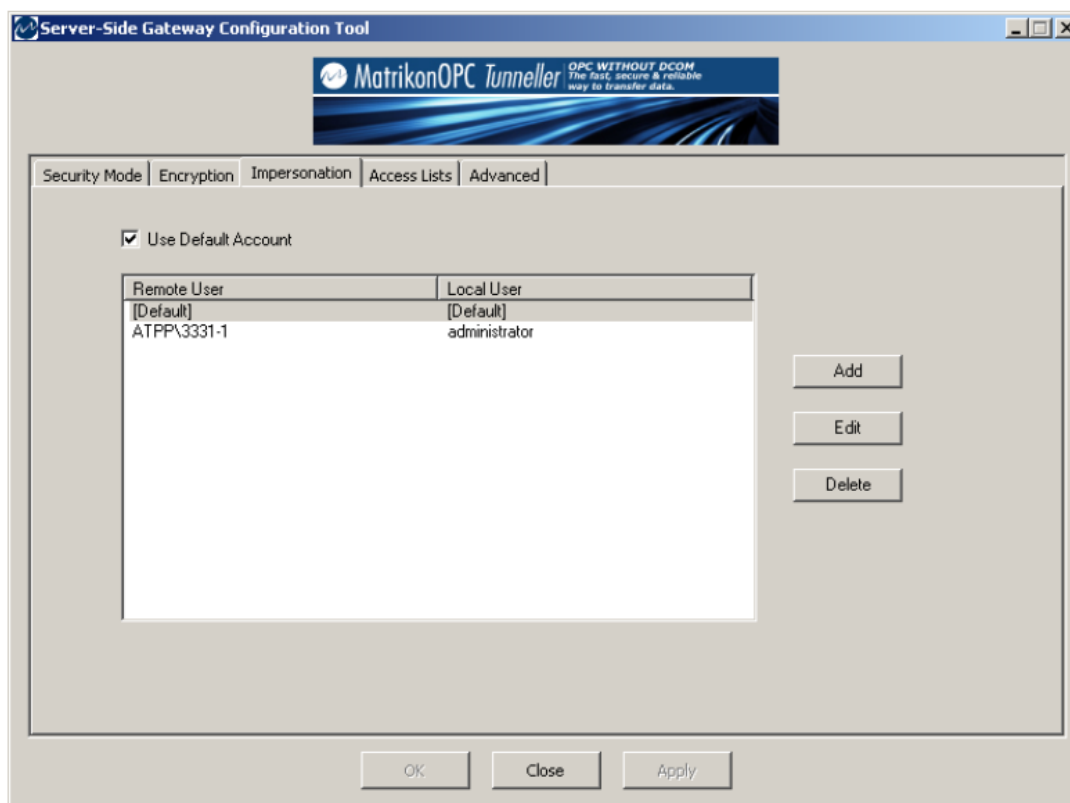 Server-Side Gateway Configuration Tool
MatrikonOPC Tunneller
OPC WITHOUT DCOM
The fast, secure & reliable
way to transfer data.
Security Mode Encryption Impersonation Access Lists Advanced
Use Default Account
Remote User Local User
[Default] [Default]
ATPP\3331-1 administrator
Add
Edit
Delete
OK Close Apply